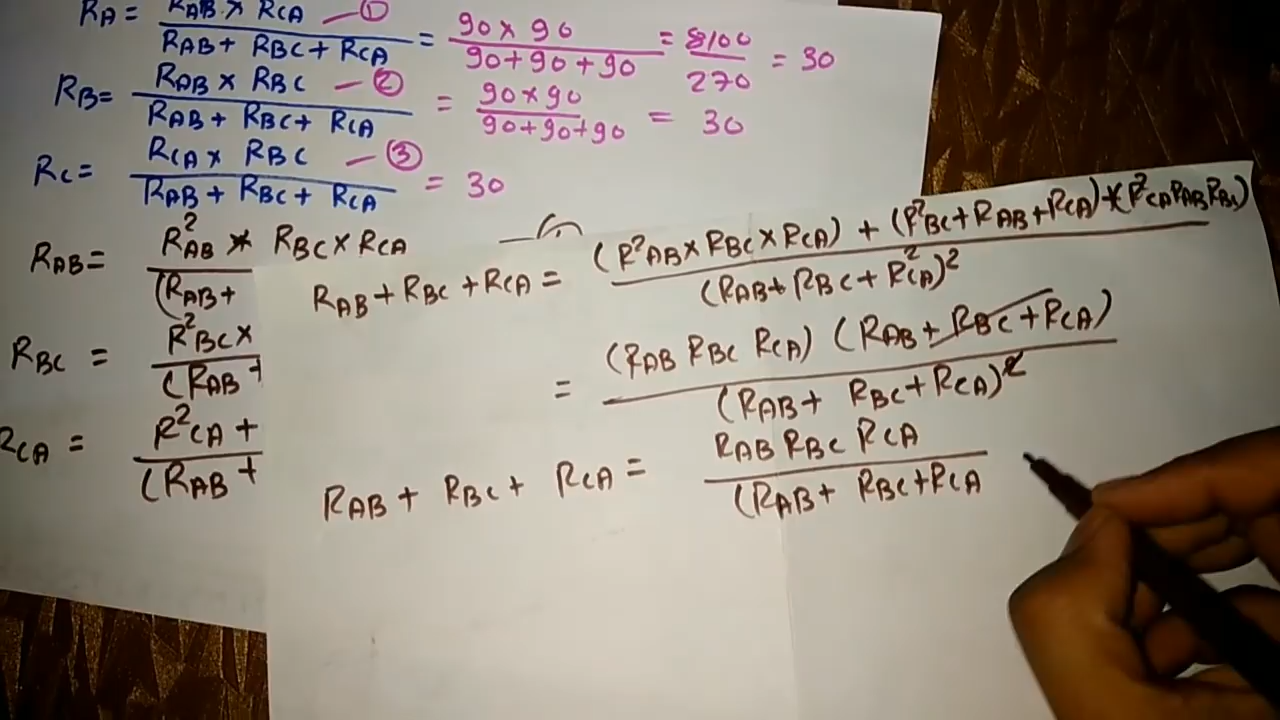 RA = RAB × RCA — ① / RAB + RBC + RCA = 90 × 90 / 90+90+90 = 8100 / 270 = 30
RB = RAB × RBC — ② / RAB + RBC + RCA = 90 × 90 / 90+90+90 = 30
RC = RCA × RBC — ③ / RAB + RBC + RCA = 30
RAB = R²AB × RBC × RCA / (RAB +
RBC = R²BC × / (RAB +
RCA = R²CA + / (RAB +
RAB + RBC + RCA = (R²AB × RBC × RCA) + (R²BC + RAB + RCA) + (R²CA RAB RBC) / (RAB + RBC + R²CA)²
= (RAB RBC RCA) (RAB + RBC + RCA) / (RAB + RBC + RCA)²
RAB + RBC + RCA = RAB RBC RCA / (RAB + RBC + RCA